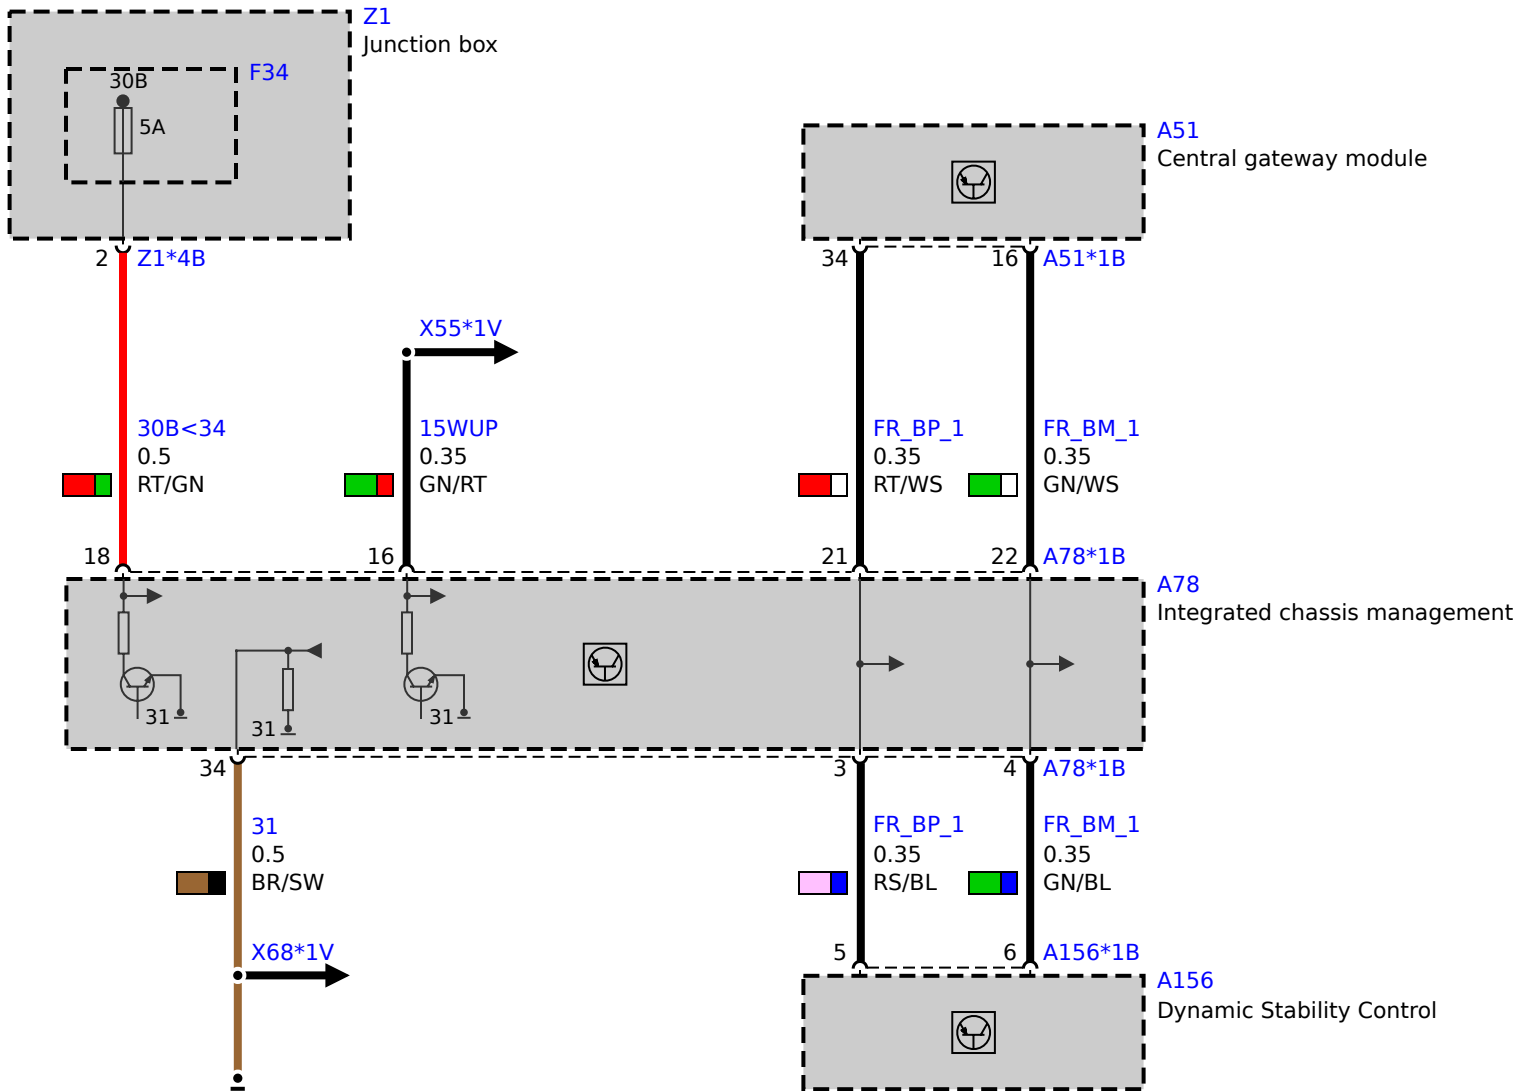 Z1
Junction box
F34
30B
5A
A51
Central gateway module
2 Z1*4B
34 16 A51*1B
X55*1V
30B<34
0.5
RT/GN
15WUP
0.35
GN/RT
FR_BP_1
0.35
RT/WS
FR_BM_1
0.35
GN/WS
18 16 21 22 A78*1B
A78
Integrated chassis management
31 31 31
34 3 4 A78*1B
31
0.5
BR/SW
FR_BP_1
0.35
RS/BL
FR_BM_1
0.35
GN/BL
X68*1V
5 6 A156*1B
A156
Dynamic Stability Control